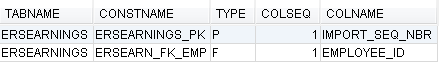 TABNAME CONSTNAME TYPE COLSEQ COLNAME
ERSEARNINGS ERSEARNINGS_PK P 1 IMPORT_SEQ_NBR
ERSEARNINGS ERSEARN_FK_EMP F 1 EMPLOYEE_ID